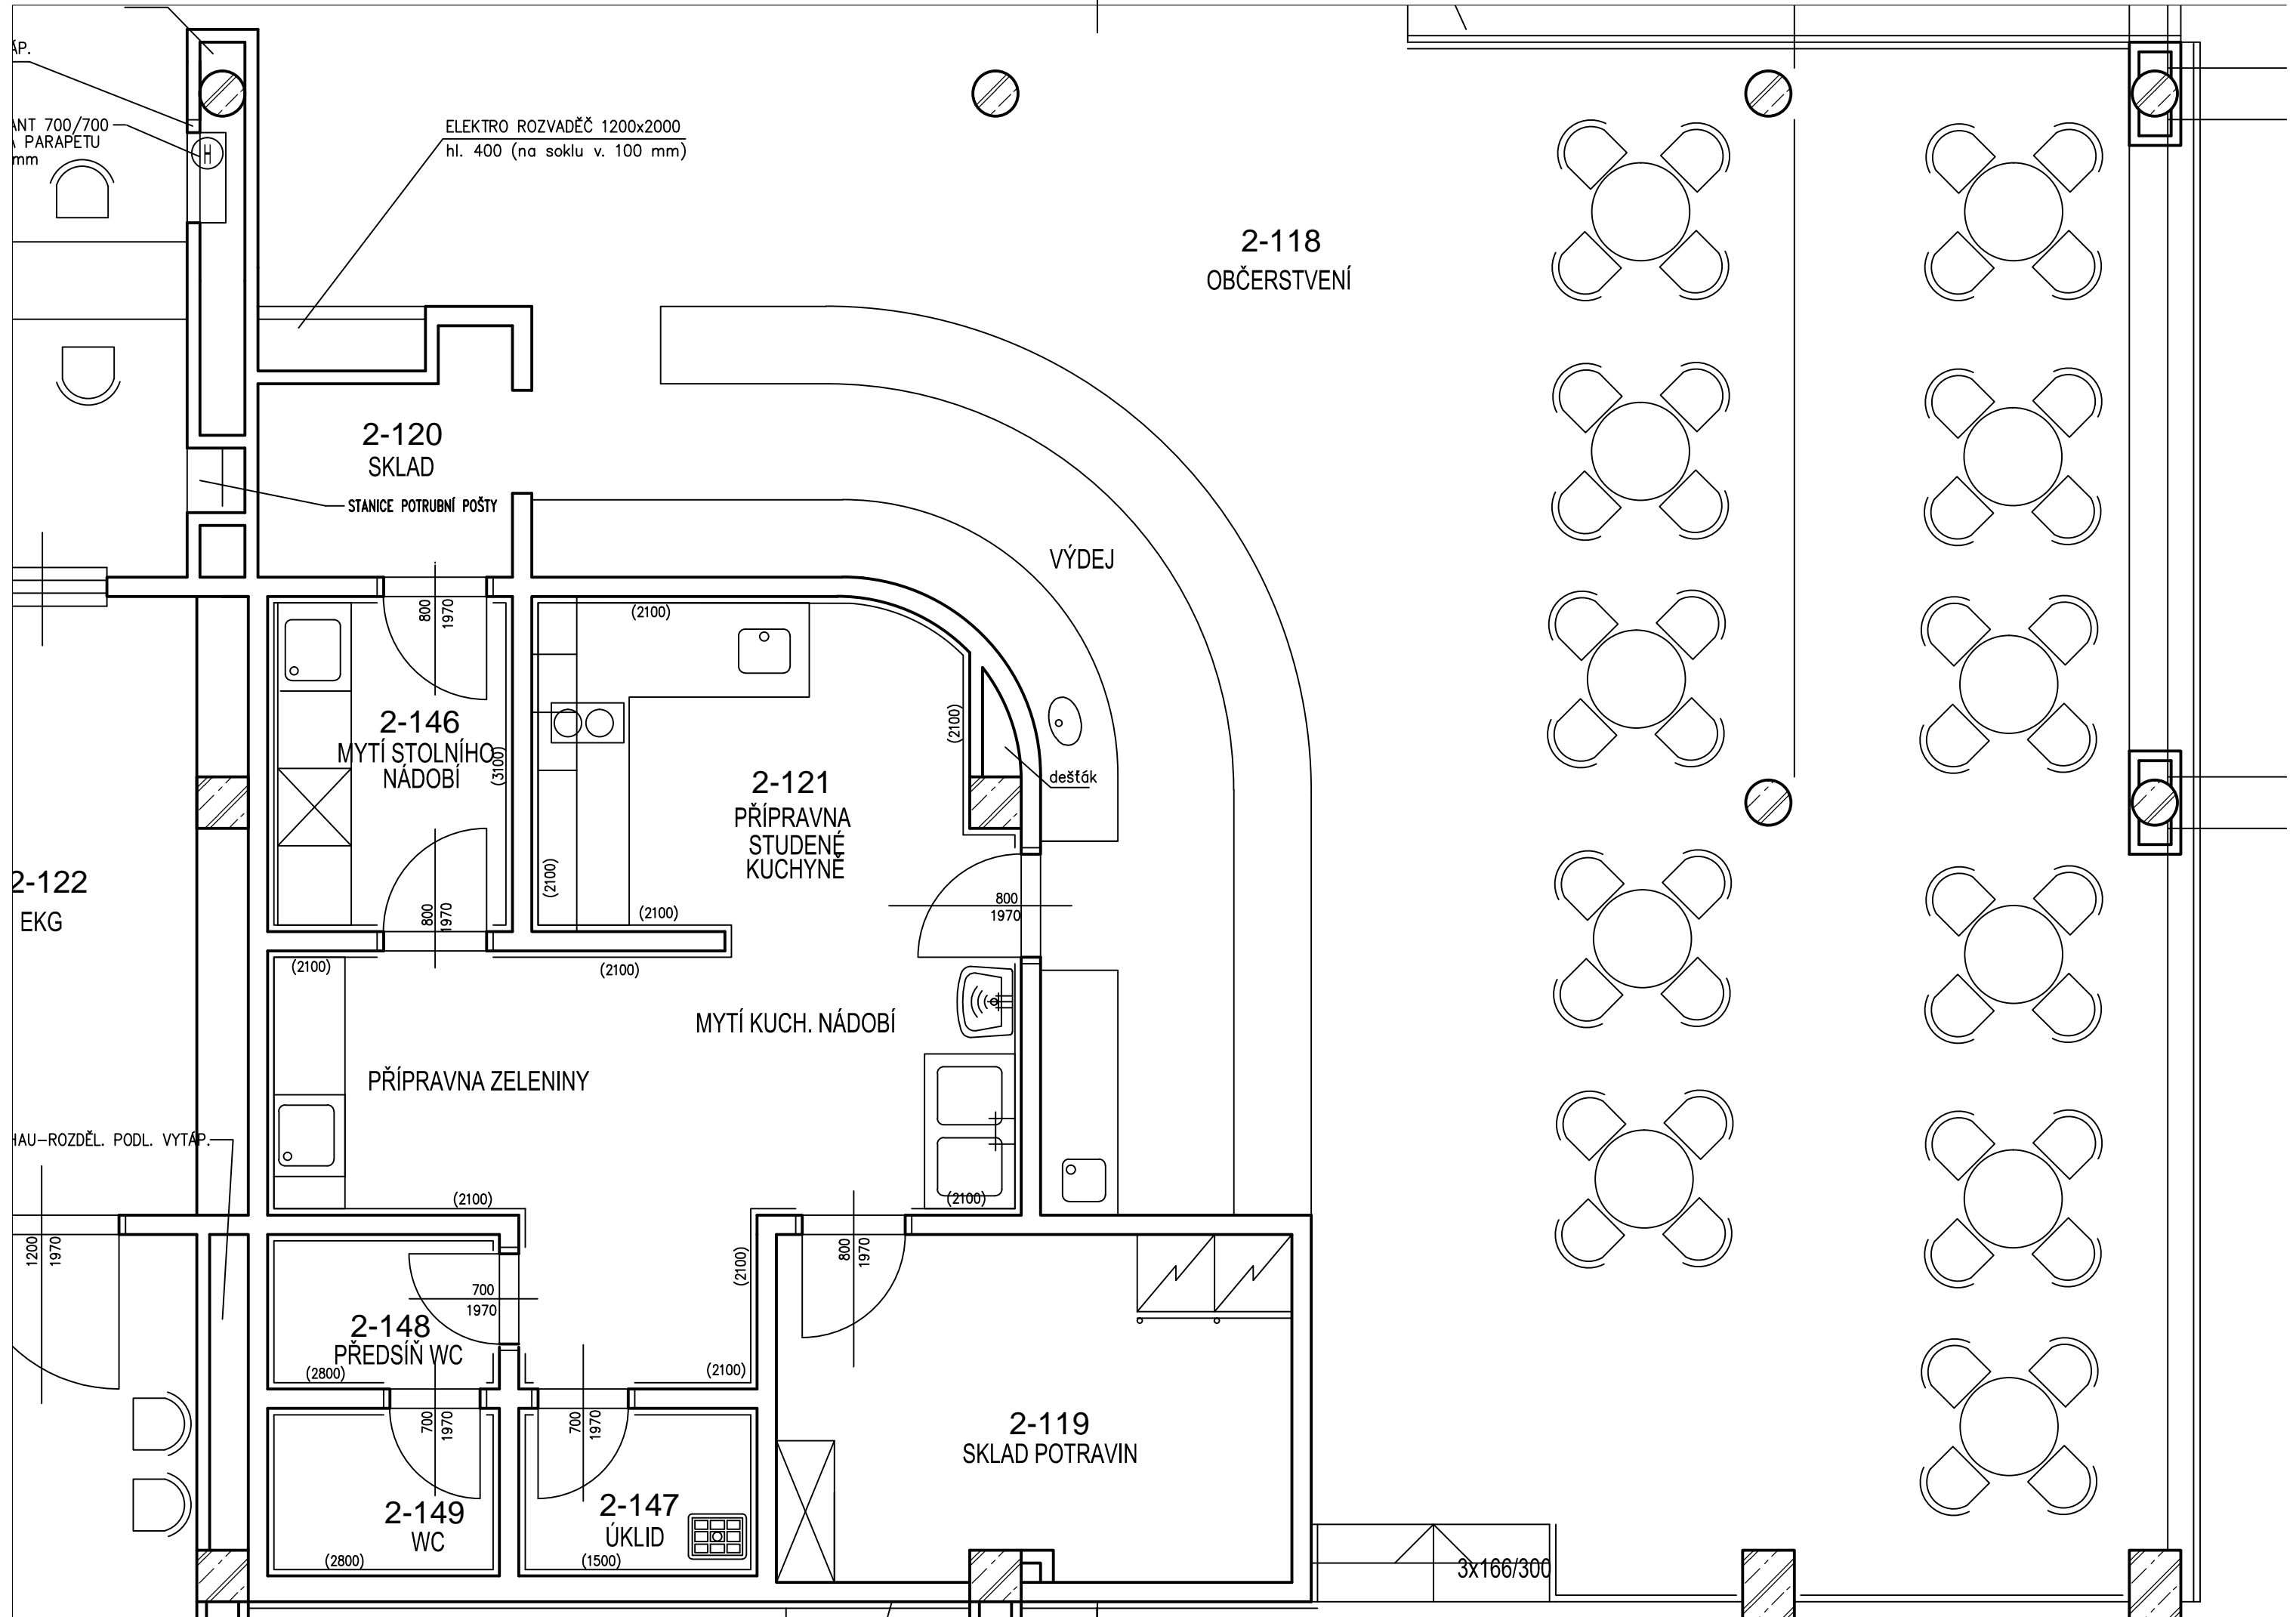 ÁP.
ANT 700/700
A PARAPETU
mm
ELEKTRO ROZVADĚČ 1200x2000
hl. 400 (na soklu v. 100 mm)
H
2-118
OBČERSTVENÍ
2-120
SKLAD
STANICE POTRUBNÍ POŠTY
VÝDEJ
800
1970
(2100)
2-146
MYTÍ STOLNÍHO
NÁDOBÍ
(3100)
(2100)
dešťák
2-121
PŘÍPRAVNA
STUDENÉ
KUCHYNĚ
(2100)
2-122
EKG
800
1970
(2100)
800
1970
(2100)
(2100)
MYTÍ KUCH. NÁDOBÍ
PŘÍPRAVNA ZELENINY
HAU-ROZDĚL. PODL. VYTÁP.
(2100)
(2100)
1200
1970
800
1970
(2100)
700
1970
2-148
PŘEDSÍŇ WC
(2800)
(2100)
700
1970
700
1970
2-119
SKLAD POTRAVIN
2-149
WC
(2800)
2-147
ÚKLID
(1500)
3x166/300